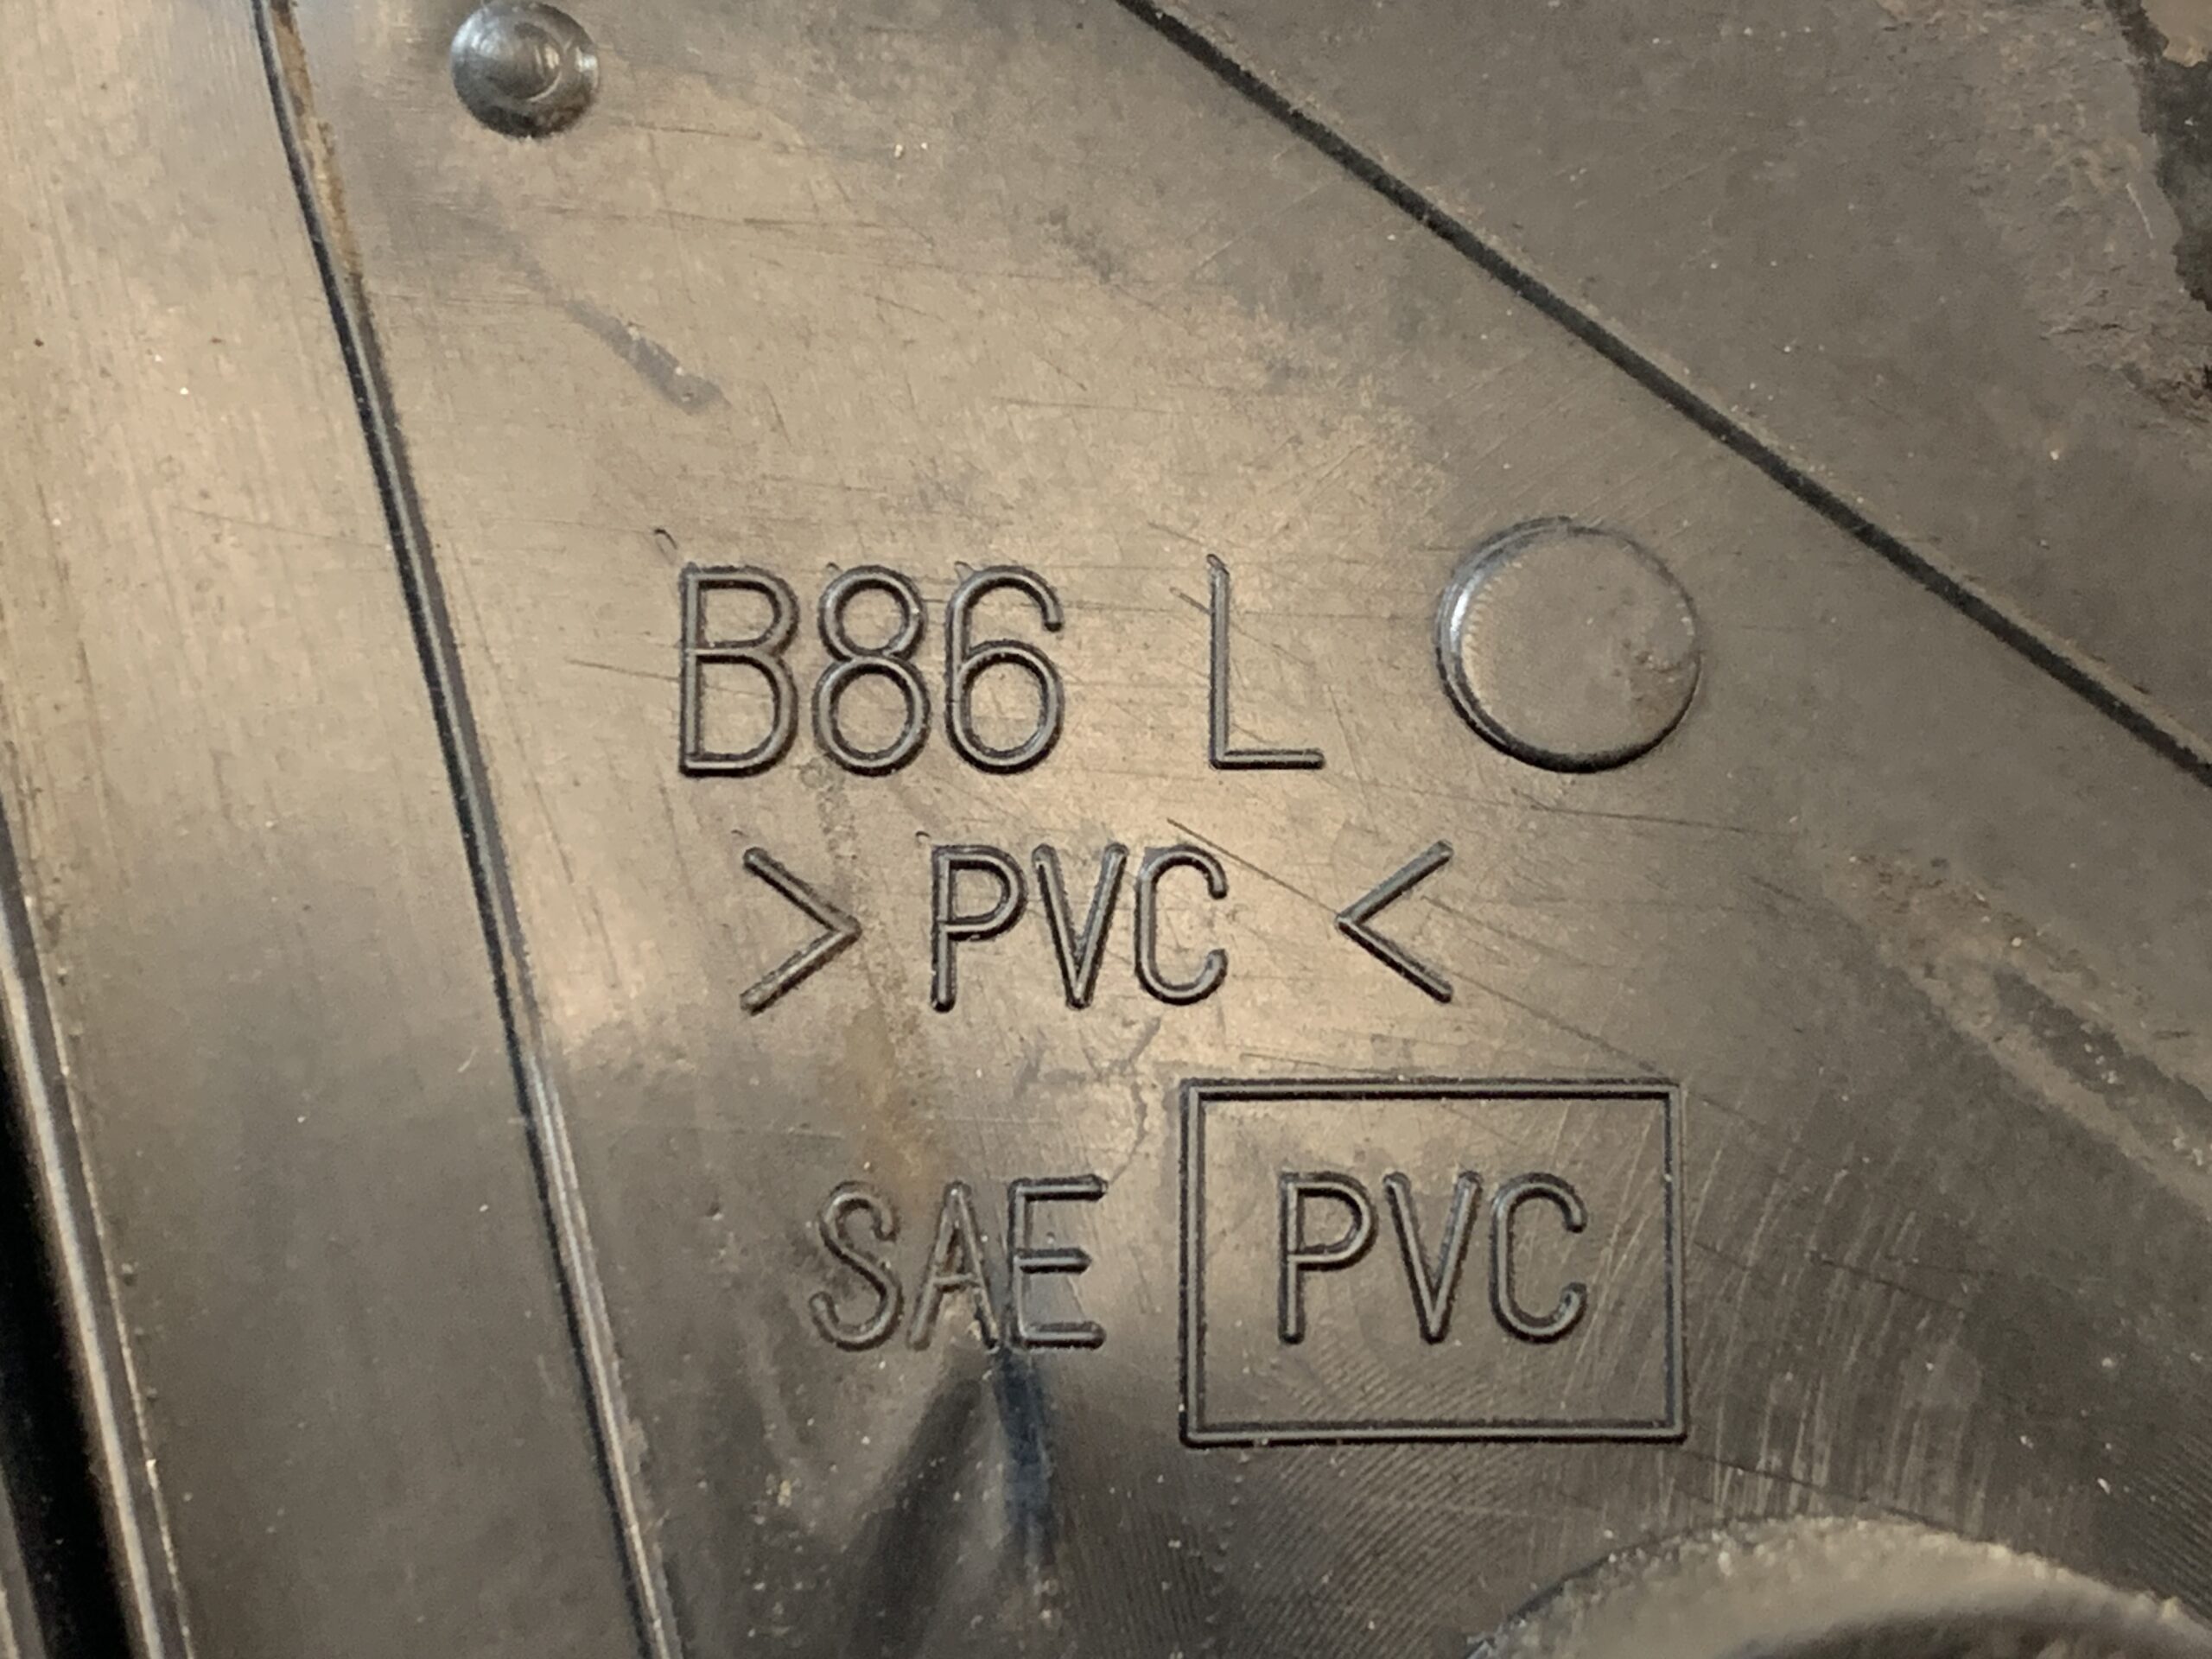 B86 L
> PVC <
SAE PVC